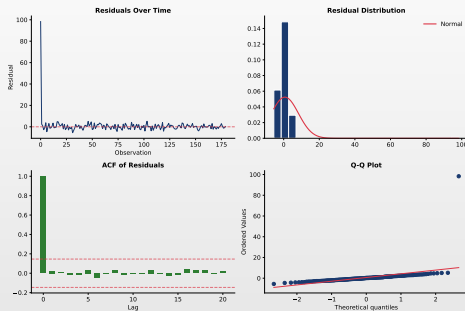 Residuals Over Time
100
80
60
40
20
0
Residual
0 25 50 75 100 125 150 175
Observation
Residual Distribution
Normal
0.14
0.12
0.10
0.08
0.06
0.04
0.02
0.00
0 20 40 60 80 100
ACF of Residuals
1.0
0.8
0.6
0.4
0.2
0.0
−0.2
0 5 10 15 20
Lag
Q-Q Plot
100
80
60
40
20
0
Ordered Values
−2 −1 0 1 2
Theoretical quantiles